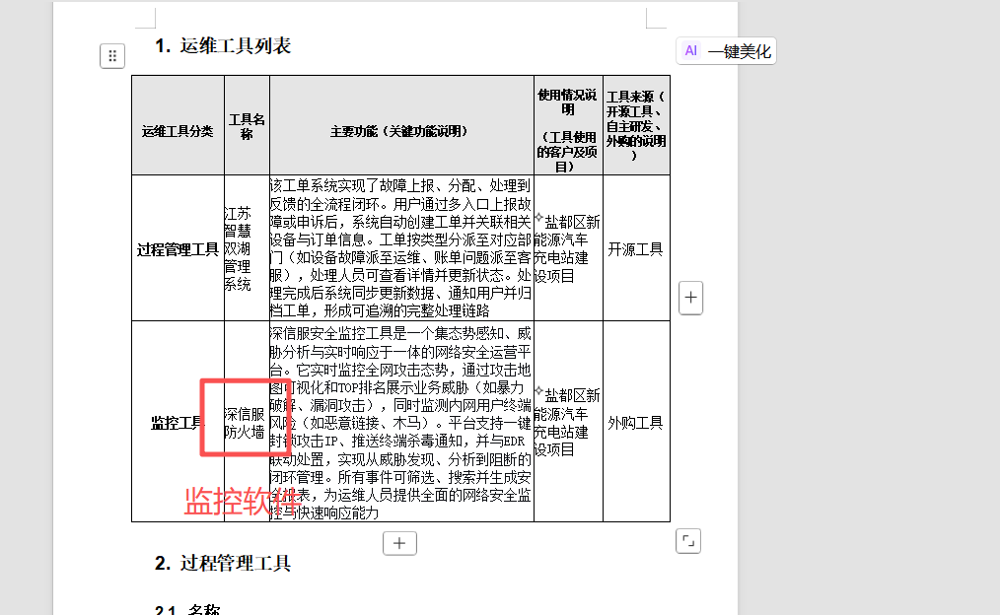 1. 运维工具列表
AI 一键美化
运维工具分类
工具名
称
主要功能（关键功能说明）
使用情况说
明
（工具使用
的客户及项
目）
工具来源（
开源工具、
自主研发、
外购的说明
）
过程管理工具
江苏
智慧
双湖
管理
系统
该工单系统实现了故障上报、分配、处理到
反馈的全流程闭环。用户通过多入口上报故
障或申诉后，系统自动创建工单并关联相关
设备与订单信息。工单按类型分派至对应部
门（如设备故障派至运维、账单问题派至客
服），处理人员可查看详情并更新状态。处
理完成后系统同步更新数据、通知用户并归
档工单，形成可追溯的完整处理链路
盐都区新
能源汽车
充电站建
设项目
开源工具
监控工具
深信服
防火墙
深信服安全监控工具是一个集态势感知、威
胁分析与实时响应于一体的网络安全运营平
台。它实时监控全网攻击态势，通过攻击地
图可视化和TOP排名展示业务威胁（如暴力
破解、漏洞攻击），同时监测内网用户终端
风险（如恶意链接、木马）。平台支持一键
封锁攻击IP、推送终端杀毒通知，并与EDR
联动处置，实现从威胁发现、分析到阻断的
闭环管理。所有事件可筛选、搜索并生成安
全报表，为运维人员提供全面的网络安全监
控与快速响应能力
盐都区新
能源汽车
充电站建
设项目
外购工具
监控软件
2. 过程管理工具
2.1 名称